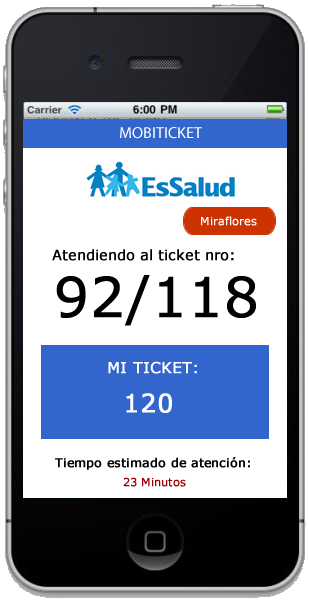 Carrier 6:00 PM
MOBITICKET
EsSalud
Miraflores
Atendiendo al ticket nro:
92/118
MI TICKET:
120
Tiempo estimado de atención:
23 Minutos